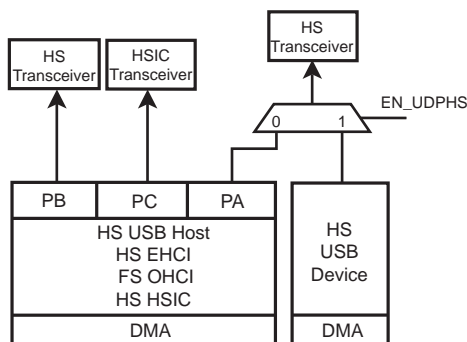 HS
Transceiver
HSIC
Transceiver
HS
Transceiver
EN_UDPHS
0
1
PB
PC
PA
HS USB Host
HS EHCI
FS OHCI
HS HSIC
DMA
HS
USB
Device
DMA